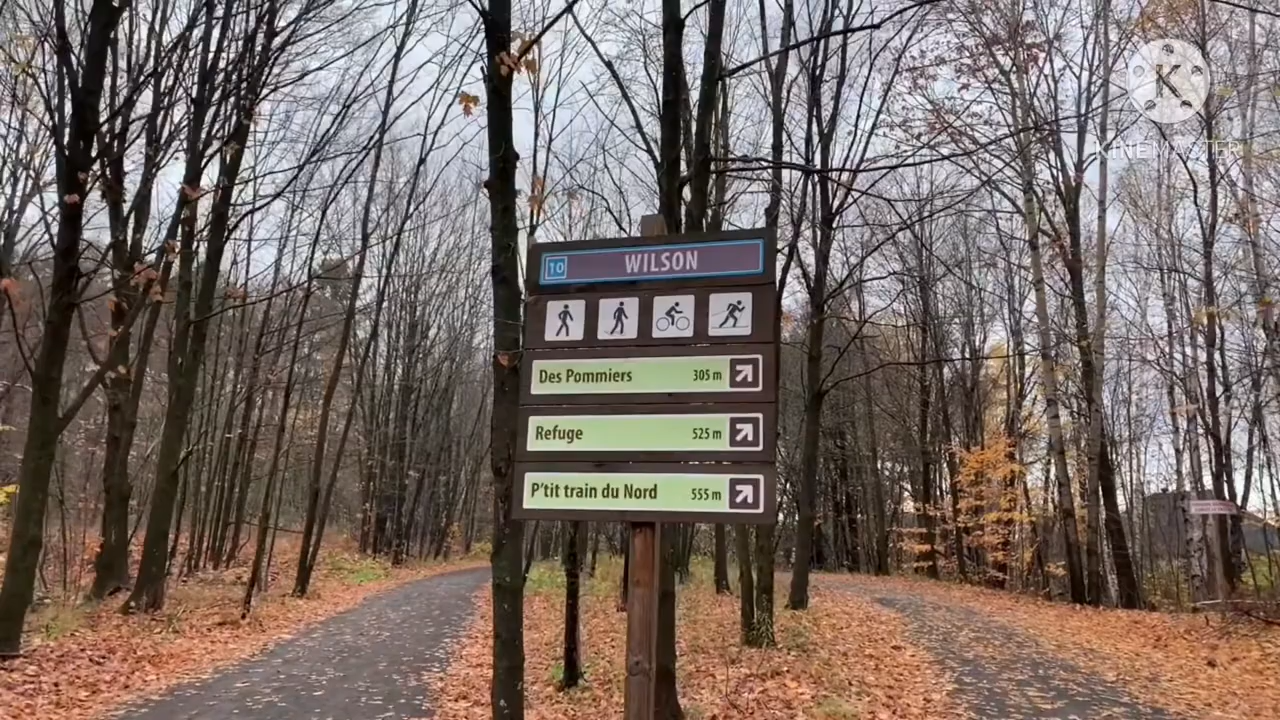 K
KINEMASTER
10 WILSON
Des Pommiers 305 m
Refuge 525 m
P'tit train du Nord 555 m